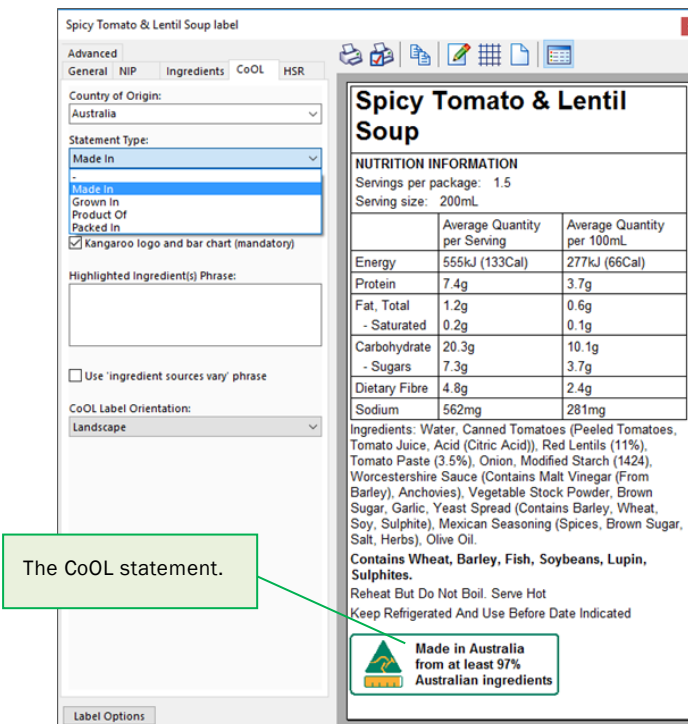 Spicy Tomato & Lentil Soup label
Advanced
General NIP Ingredients CoOL HSR
Country of Origin:
Australia
Statement Type:
Made In
-
Made In
Grown In
Product Of
Packed In
Kangaroo logo and bar chart (mandatory)
Highlighted Ingredient(s) Phrase:
Use 'ingredient sources vary' phrase
CoOL Label Orientation:
Landscape
The CoOL statement.
Label Options
Spicy Tomato & Lentil
Soup
NUTRITION INFORMATION
Servings per package: 1.5
Serving size: 200mL
Average Quantity per Serving Average Quantity per 100mL
Energy 555kJ (133Cal) 277kJ (66Cal)
Protein 7.4g 3.7g
Fat, Total 1.2g 0.6g
- Saturated 0.2g 0.1g
Carbohydrate 20.3g 10.1g
- Sugars 7.3g 3.7g
Dietary Fibre 4.8g 2.4g
Sodium 562mg 281mg
Ingredients: Water, Canned Tomatoes (Peeled Tomatoes,
Tomato Juice, Acid (Citric Acid)), Red Lentils (11%),
Tomato Paste (3.5%), Onion, Modified Starch (1424),
Worcestershire Sauce (Contains Malt Vinegar (From
Barley), Anchovies), Vegetable Stock Powder, Brown
Sugar, Garlic, Yeast Spread (Contains Barley, Wheat,
Soy, Sulphite), Mexican Seasoning (Spices, Brown Sugar,
Salt, Herbs), Olive Oil.
Contains Wheat, Barley, Fish, Soybeans, Lupin,
Sulphites.
Reheat But Do Not Boil. Serve Hot
Keep Refrigerated And Use Before Date Indicated
Made in Australia
from at least 97%
Australian ingredients